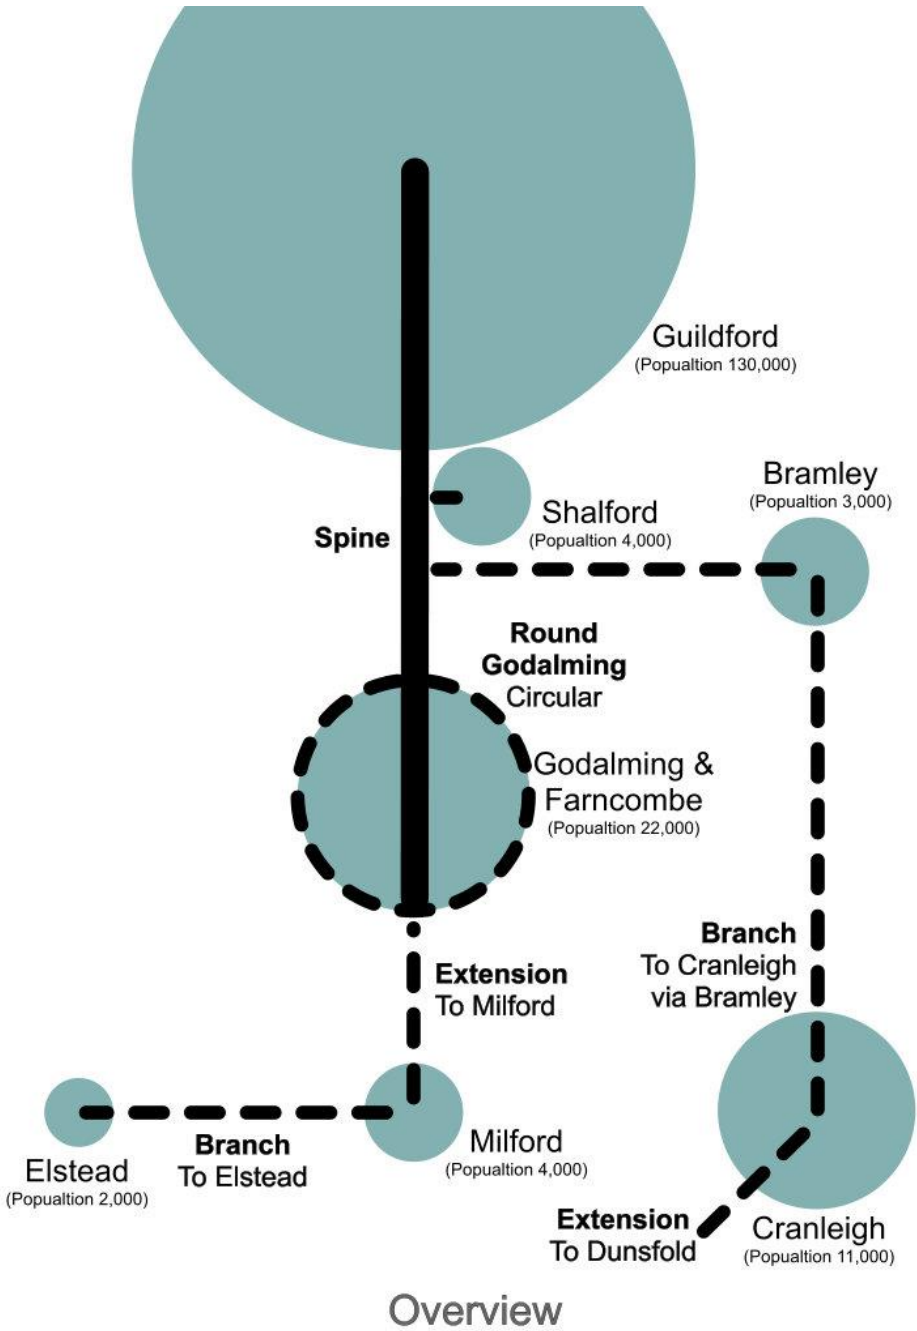 Guildford
(Popualtion 130,000)
Bramley
(Popualtion 3,000)
Shalford
(Popualtion 4,000)
Spine
Round
Godalming
Circular
Godalming &
Farncombe
(Popualtion 22,000)
Branch
To Cranleigh
via Bramley
Extension
To Milford
Milford
(Popualtion 4,000)
Branch
To Elstead
Elstead
(Popualtion 2,000)
Extension
To Dunsfold
Cranleigh
(Popualtion 11,000)
Overview